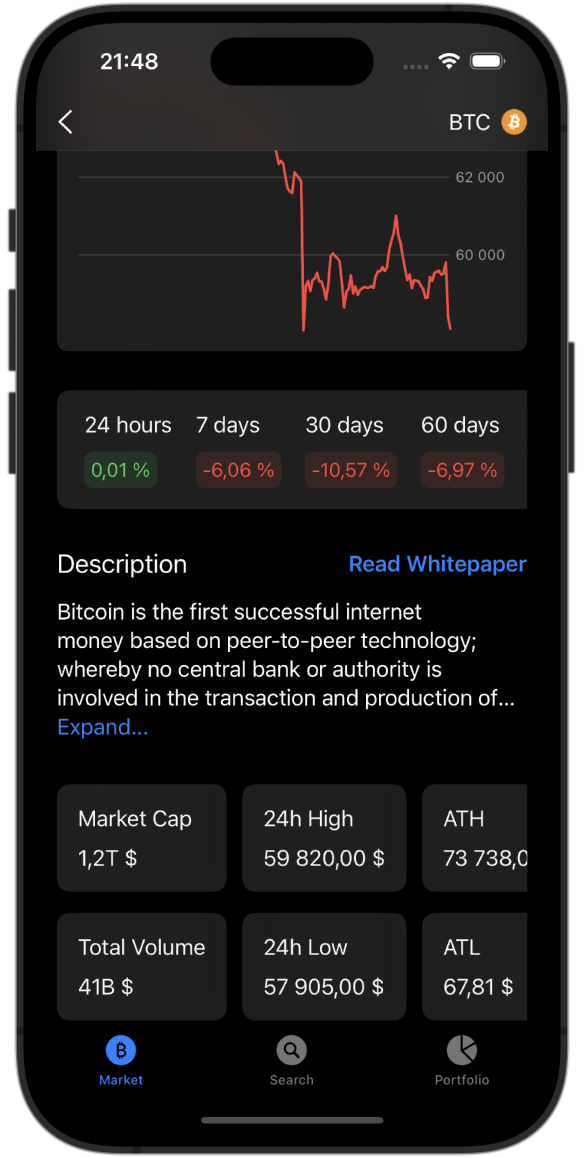 21:48
BTC
62 000
60 000
24 hours 7 days 30 days 60 days
0,01 % -6,06 % -10,57 % -6,97 %
Description Read Whitepaper
Bitcoin is the first successful internet
money based on peer-to-peer technology;
whereby no central bank or authority is
involved in the transaction and production of...
Expand...
Market Cap 24h High ATH
1,2T $ 59 820,00 $ 73 738,0
Total Volume 24h Low ATL
41B $ 57 905,00 $ 67,81 $
Market Search Portfolio